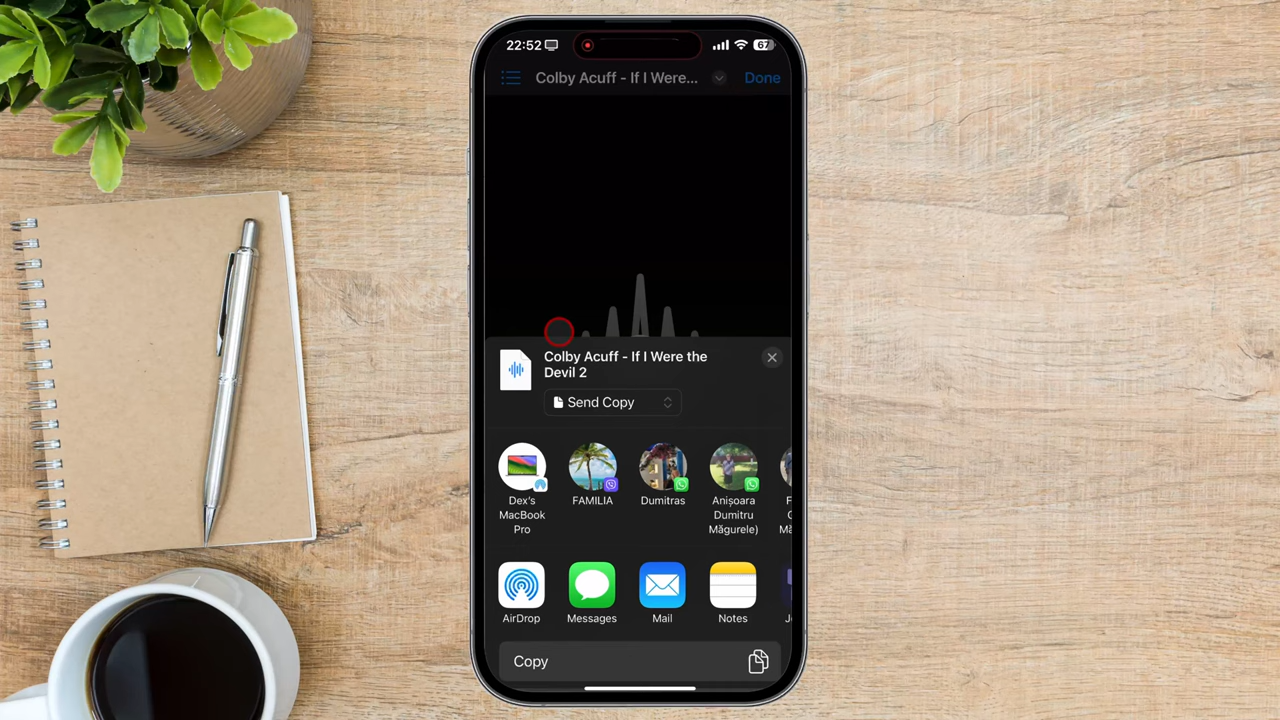 22:52
67
Colby Acuff - If I Were...
Done
Colby Acuff - If I Were the
Devil 2
Send Copy
Dex's
MacBook
Pro
FAMILIA
Dumitras
Anișoara
Dumitru
Măgurele)
AirDrop
Messages
Mail
Notes
Copy